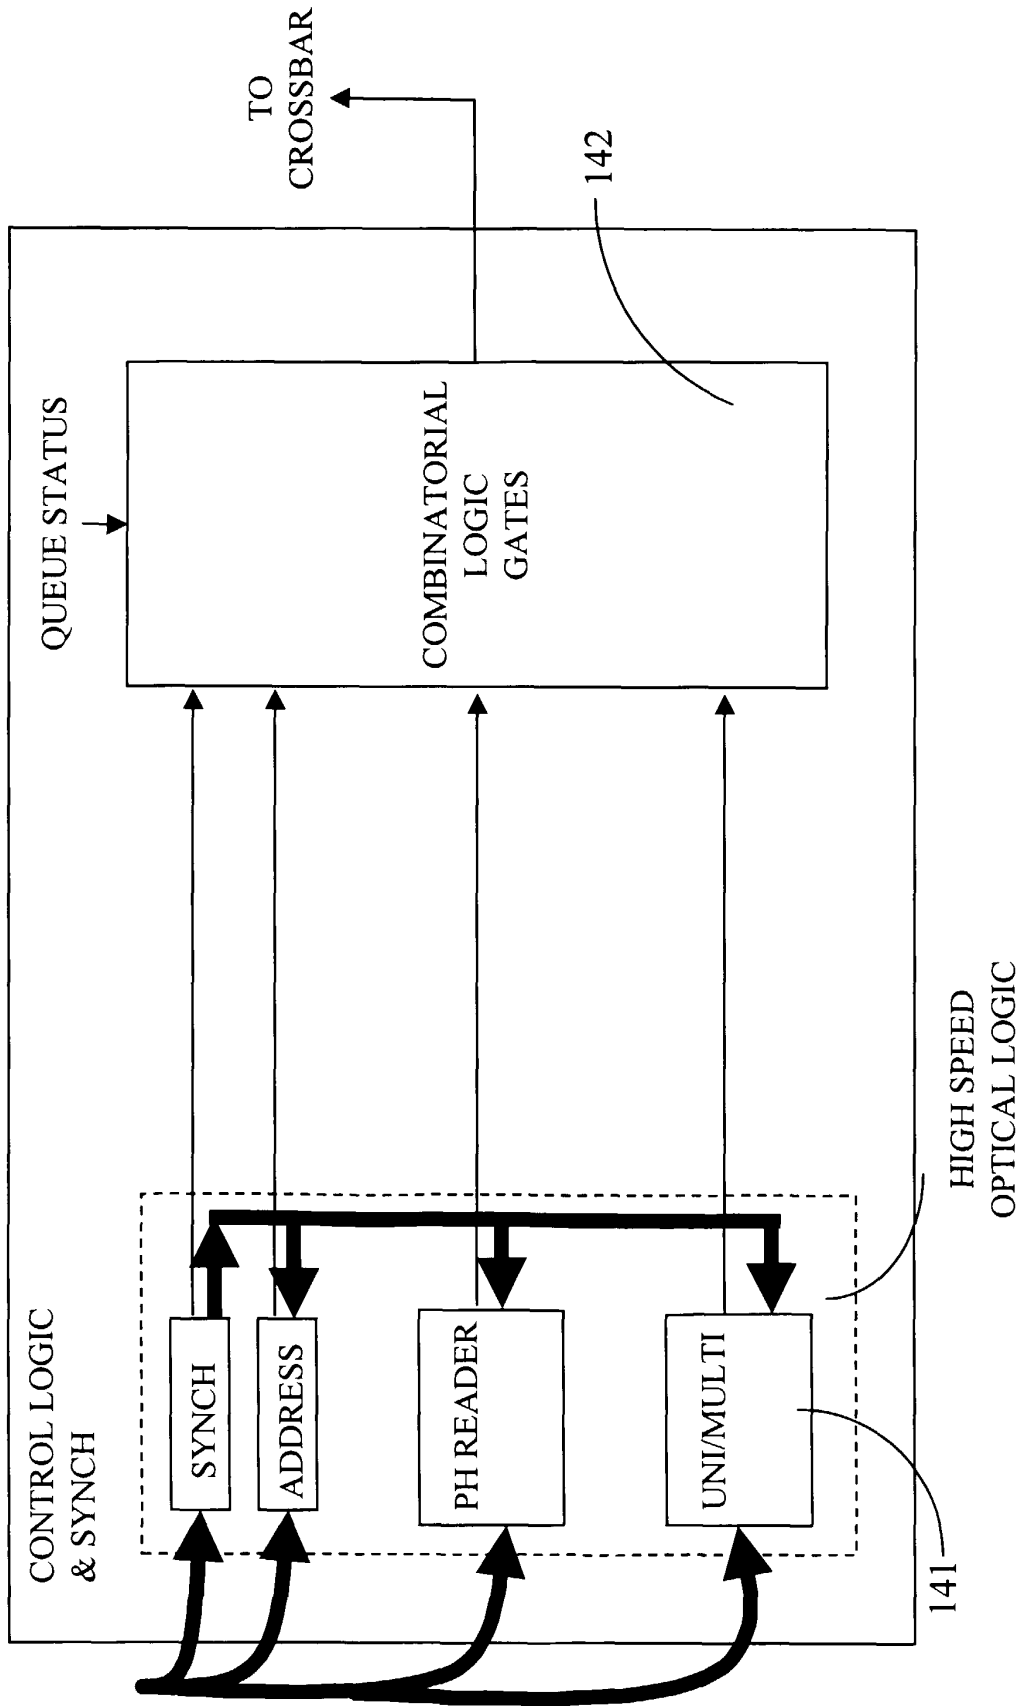 CONTROL LOGIC
& SYNCH
SYNCH
ADDRESS
PH READER
UNI/MULTI
141
HIGH SPEED
OPTICAL LOGIC
QUEUE STATUS
COMBINATORIAL
LOGIC
GATES
142
TO
CROSSBAR